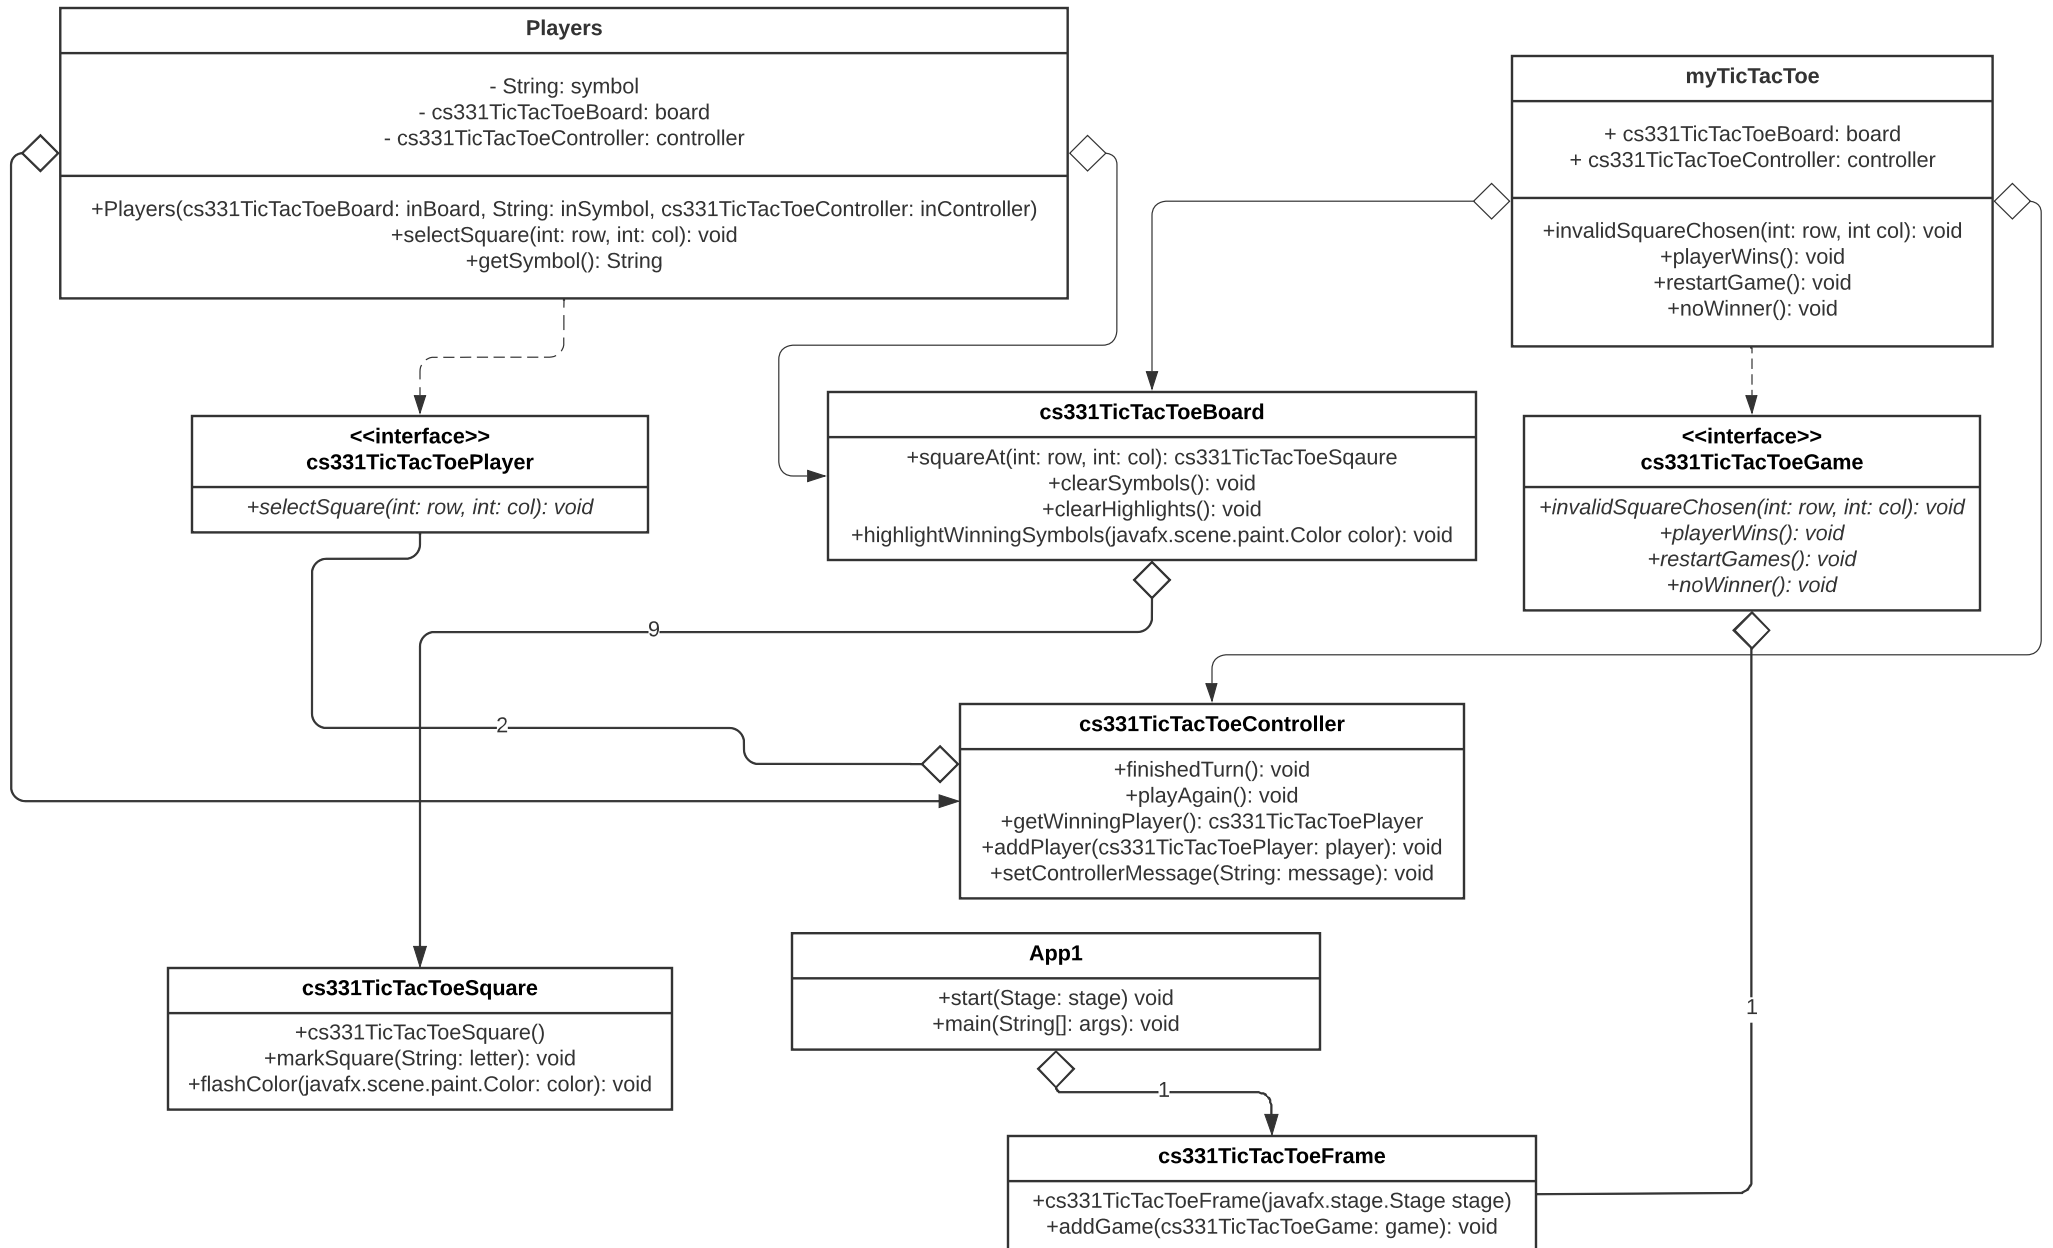 Players
- String: symbol
- cs331TicTacToeBoard: board
- cs331TicTacToeController: controller
+Players(cs331TicTacToeBoard: inBoard, String: inSymbol, cs331TicTacToeController: inController)
+selectSquare(int: row, int: col): void
+getSymbol(): String
myTicTacToe
+ cs331TicTacToeBoard: board
+ cs331TicTacToeController: controller
+invalidSquareChosen(int: row, int col): void
+playerWins(): void
+restartGame(): void
+noWinner(): void
<<interface>>
cs331TicTacToePlayer
+selectSquare(int: row, int: col): void
cs331TicTacToeBoard
+squareAt(int: row, int: col): cs331TicTacToeSqaure
+clearSymbols(): void
+clearHighlights(): void
+highlightWinningSymbols(javafx.scene.paint.Color color): void
<<interface>>
cs331TicTacToeGame
+invalidSquareChosen(int: row, int: col): void
+playerWins(): void
+restartGames(): void
+noWinner(): void
9
2
cs331TicTacToeController
+finishedTurn(): void
+playAgain(): void
+getWinningPlayer(): cs331TicTacToePlayer
+addPlayer(cs331TicTacToePlayer: player): void
+setControllerMessage(String: message): void
cs331TicTacToeSquare
+cs331TicTacToeSquare()
+markSquare(String: letter): void
+flashColor(javafx.scene.paint.Color: color): void
App1
+start(Stage: stage) void
+main(String[]: args): void
1
1
cs331TicTacToeFrame
+cs331TicTacToeFrame(javafx.stage.Stage stage)
+addGame(cs331TicTacToeGame: game): void